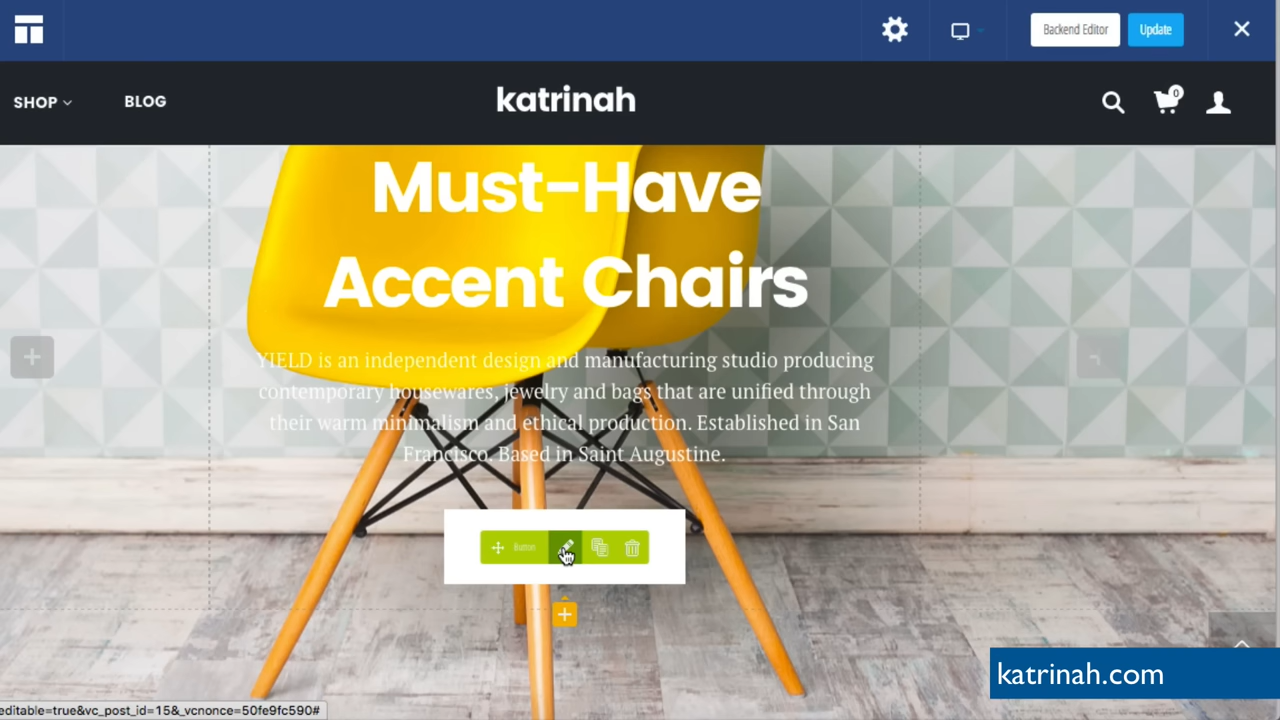 Backend Editor
Update
SHOP
BLOG
katrinah
0
Must-Have
Accent Chairs
YIELD is an independent design and manufacturing studio producing
contemporary housewares, jewelry and bags that are unified through
their warm minimalism and ethical production. Established in San
Francisco. Based in Saint Augustine.
Button
katrinah.com
editable=true&vc_post_id=15&_vcnonce=50fe9fc590#